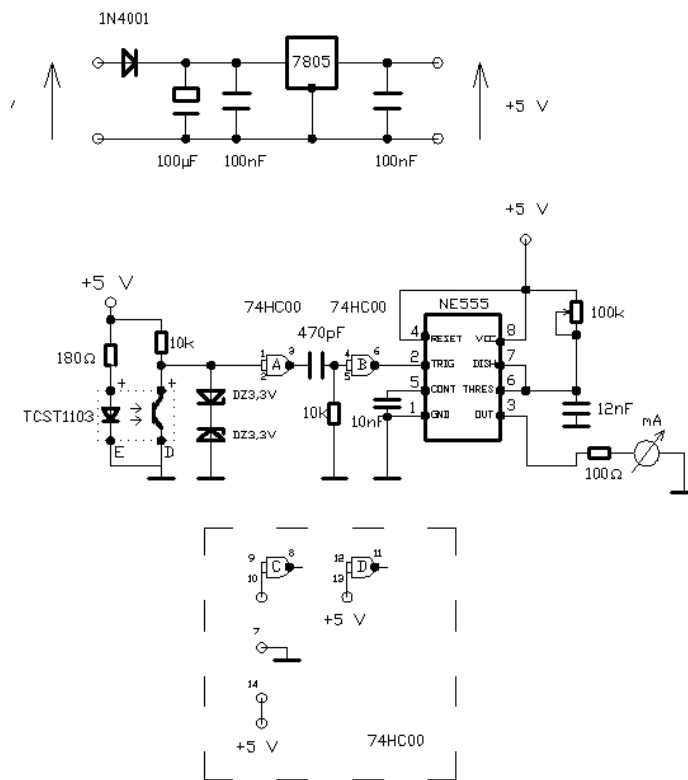 1N4001
7805
+5 V
100µF
100nF
100nF
+5 V
+5 V
74HC00
74HC00
NE555
100k
470pF
10k
180Ω
4
RESET
VCC
8
1
2
A
3
4
5
B
6
2
TRIG
DISH
7
+
+
DZ3,3V
5
CONT
THRES
6
TCST1103
10k
10nF
1
GND
OUT
3
12nF
DZ3,3V
mA
E
D
100Ω
9
10
C
8
12
13
D
11
+5 V
7
14
+5 V
74HC00